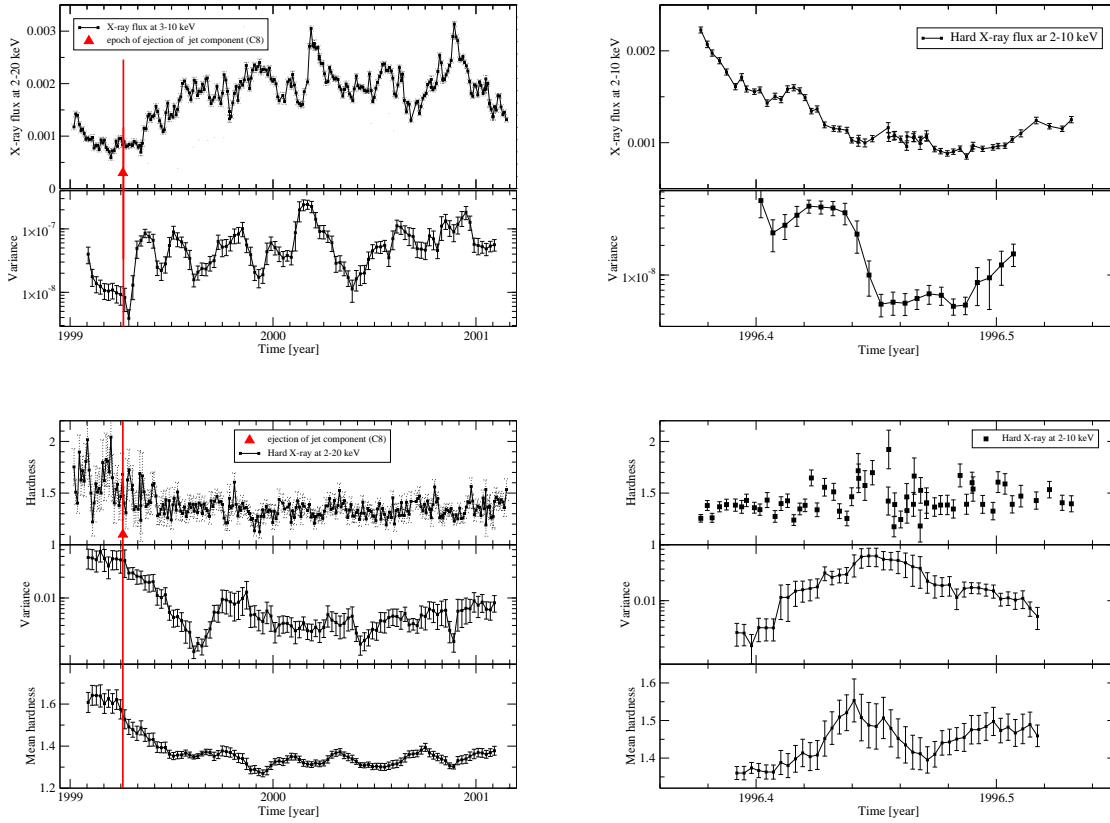 X-ray flux at 3-10 keV
epoch of ejection of jet component (C8)
X-ray flux at 2-20 keV
0.003
0.002
0.001
0
Variance
1×10⁻⁷
1×10⁻⁸
1999
2000
2001
Time [year]
Hard X-ray flux ar 2-10 keV
X-ray flux at 2-10 keV
0.002
0.001
Variance
1×10⁻⁸
1996.4
1996.5
Time [year]
ejection of jet component (C8)
Hard X-ray at 2-20 keV
Hardness
2
1.5
1
Variance
0.01
1
Mean hardness
1.6
1.4
1.2
1999
2000
2001
Time [year]
Hard X-ray at 2-10 keV
Hardness
2
1.5
1
Variance
0.01
1
Mean hardness
1.6
1.5
1.4
1996.4
1996.5
Time [year]